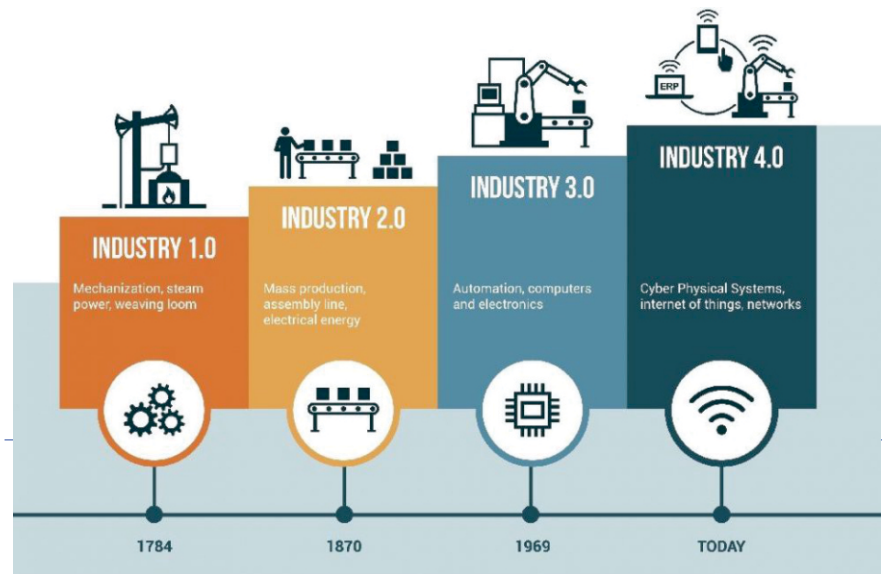 ERP
INDUSTRY 1.0
Mechanization, steam
power, weaving loom
INDUSTRY 2.0
Mass production,
assembly line,
electrical energy
INDUSTRY 3.0
Automation, computers
and electronics
INDUSTRY 4.0
Cyber Physical Systems,
internet of things, networks
1784
1870
1969
TODAY